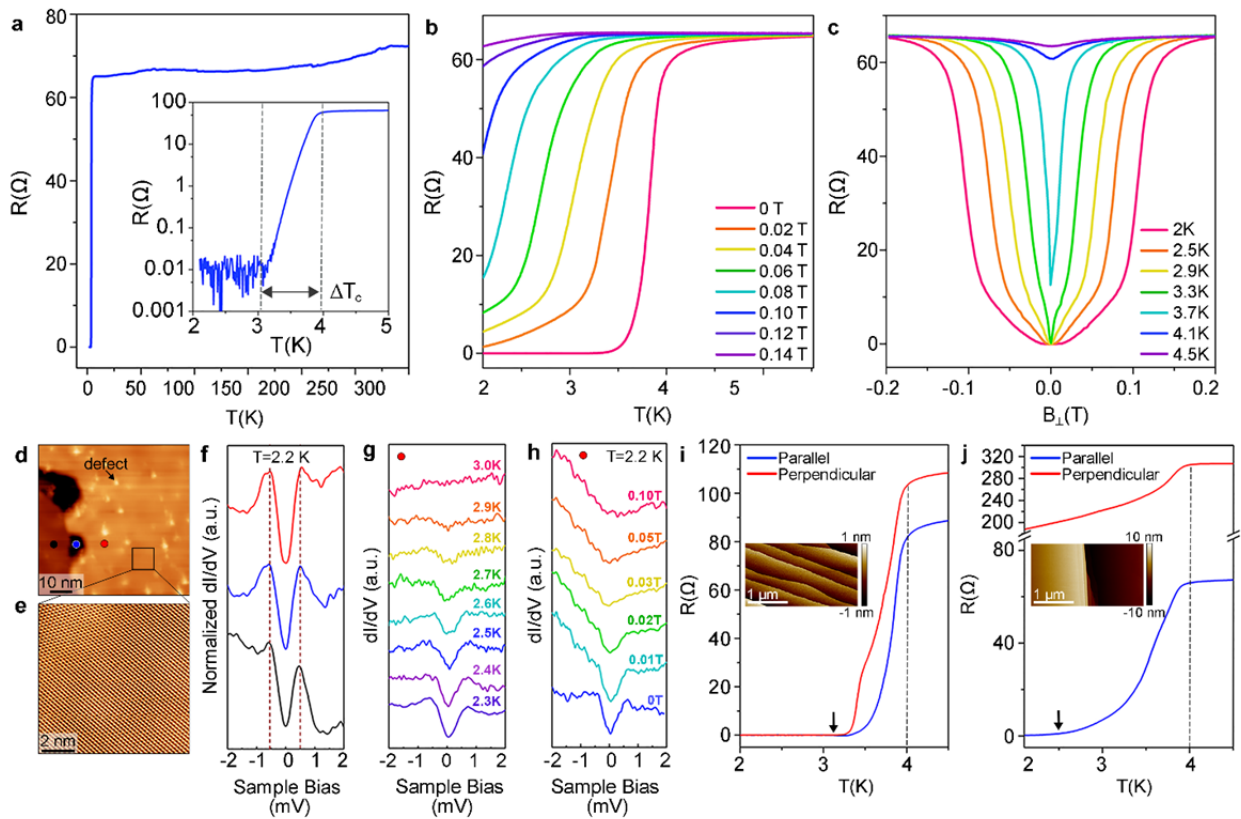 a
80
60
40
20
0
R(Ω)
0
50
100
150
200
250
300
T(K)
100
10
1
0.1
0.01
0.001
R(Ω)
ΔTc
2
3
4
5
T(K)
b
60
40
20
0
R(Ω)
0 T
0.02 T
0.04 T
0.06 T
0.08 T
0.10 T
0.12 T
0.14 T
2
3
4
5
T(K)
c
60
40
20
0
R(Ω)
2K
2.5K
2.9K
3.3K
3.7K
4.1K
4.5K
-0.2
-0.1
0.0
0.1
0.2
B⊥(T)
d
defect
10 nm
e
2 nm
f
T=2.2 K
Normalized dI/dV (a.u.)
-2
-1
0
1
2
Sample Bias
(mV)
g
3.0K
2.9K
2.8K
2.7K
2.6K
2.5K
2.4K
2.3K
dI/dV (a.u.)
-2
0
2
Sample Bias
(mV)
h
T=2.2 K
0.10T
0.05T
0.03T
0.02T
0.01T
0T
dI/dV (a.u.)
-2
0
2
Sample Bias
(mV)
i
120
100
80
60
40
20
0
R(Ω)
Parallel
Perpendicular
1 nm
1 μm
-1 nm
2
3
4
T(K)
j
320
280
240
200
80
40
0
R(Ω)
Parallel
Perpendicular
10 nm
1 μm
-10 nm
2
3
4
T(K)